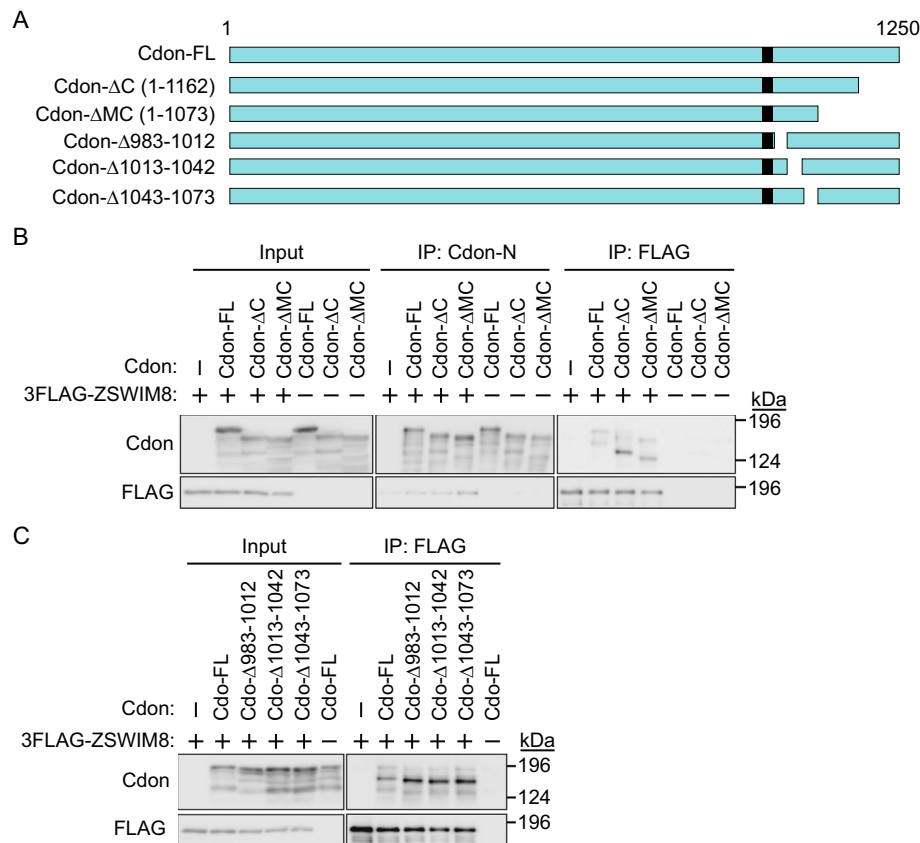 A
1 1250
Cdon-FL
Cdon-ΔC (1-1162)
Cdon-ΔMC (1-1073)
Cdon-Δ983-1012
Cdon-Δ1013-1042
Cdon-Δ1043-1073
B
Input IP: Cdon-N IP: FLAG
Cdon: – Cdon-FL Cdon-ΔC Cdon-ΔMC Cdon-FL Cdon-ΔC Cdon-ΔMC – Cdon-FL Cdon-ΔC Cdon-ΔMC Cdon-FL Cdon-ΔC Cdon-ΔMC – Cdon-FL Cdon-ΔC Cdon-ΔMC Cdon-FL Cdon-ΔC Cdon-ΔMC
3FLAG-ZSWIM8: + + + + – – – + + + + – – – + + + + – – – kDa
Cdon 196
124
FLAG 196
C
Input IP: FLAG
Cdon: – Cdo-FL Cdo-Δ983-1012 Cdo-Δ1013-1042 Cdo-Δ1043-1073 Cdo-FL – Cdo-FL Cdo-Δ983-1012 Cdo-Δ1013-1042 Cdo-Δ1043-1073 Cdo-FL
3FLAG-ZSWIM8: + + + + + – + + + + + – kDa
Cdon 196
124
FLAG 196